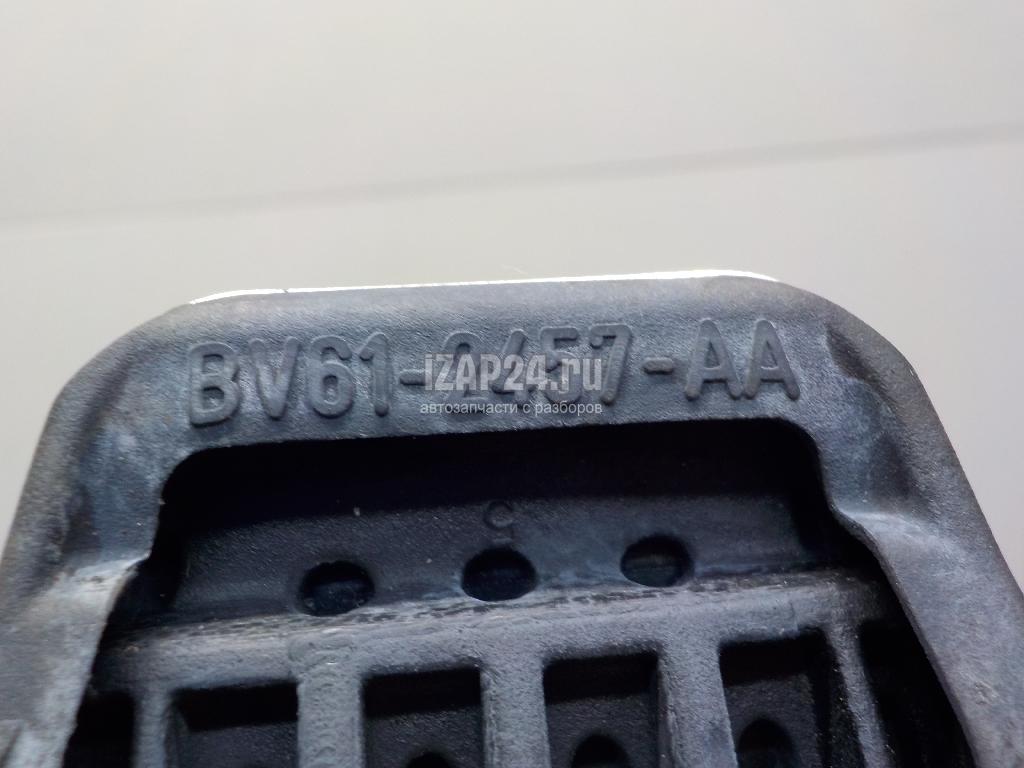 BV61-2457-AA
IZAP24.ru
автозапчасти с разборов
C